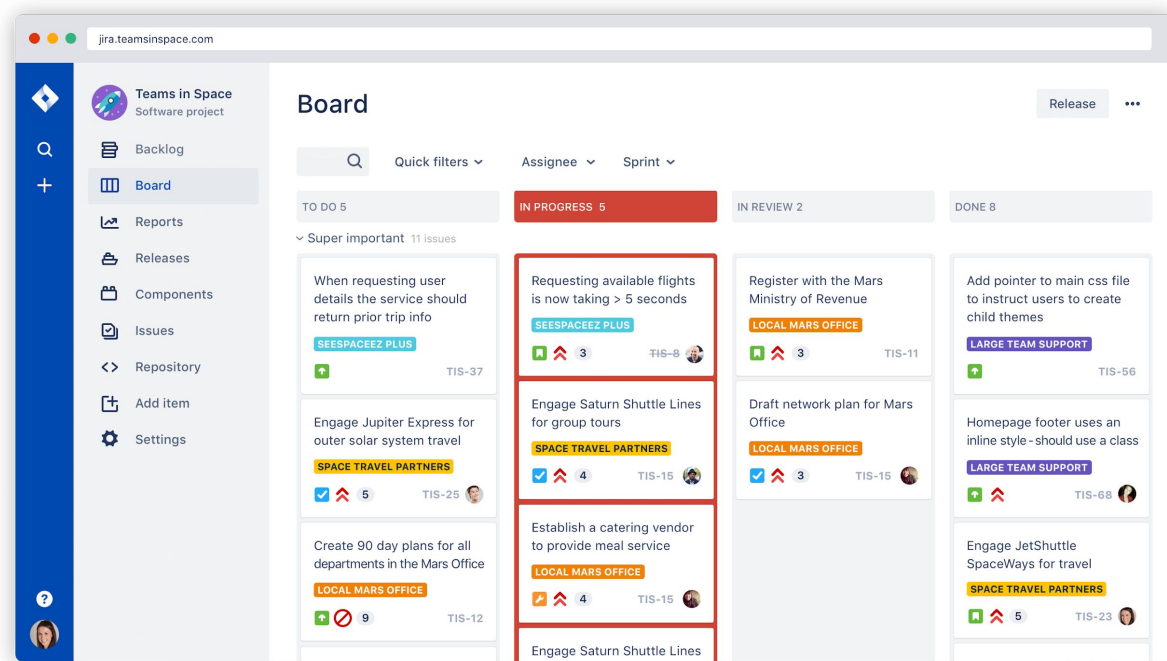 jira.teamsinspace.com
Teams in Space
Software project
Backlog
Board
Reports
Releases
Components
Issues
Repository
Add item
Settings
?
Board
Release
Quick filters
Assignee
Sprint
TO DO 5
IN PROGRESS 5
IN REVIEW 2
DONE 8
Super important 11 issues
When requesting user
details the service should
return prior trip info
SEESPACEEZ PLUS
TIS-37
Engage Jupiter Express for
outer solar system travel
SPACE TRAVEL PARTNERS
5 TIS-25
Create 90 day plans for all
departments in the Mars Office
LOCAL MARS OFFICE
9 TIS-12
Requesting available flights
is now taking > 5 seconds
SEESPACEEZ PLUS
3 TIS-8
Engage Saturn Shuttle Lines
for group tours
SPACE TRAVEL PARTNERS
4 TIS-15
Establish a catering vendor
to provide meal service
LOCAL MARS OFFICE
4 TIS-15
Engage Saturn Shuttle Lines
Register with the Mars
Ministry of Revenue
LOCAL MARS OFFICE
3 TIS-11
Draft network plan for Mars
Office
LOCAL MARS OFFICE
3 TIS-15
Add pointer to main css file
to instruct users to create
child themes
LARGE TEAM SUPPORT
TIS-56
Homepage footer uses an
inline style - should use a class
LARGE TEAM SUPPORT
TIS-68
Engage JetShuttle
SpaceWays for travel
SPACE TRAVEL PARTNERS
5 TIS-23